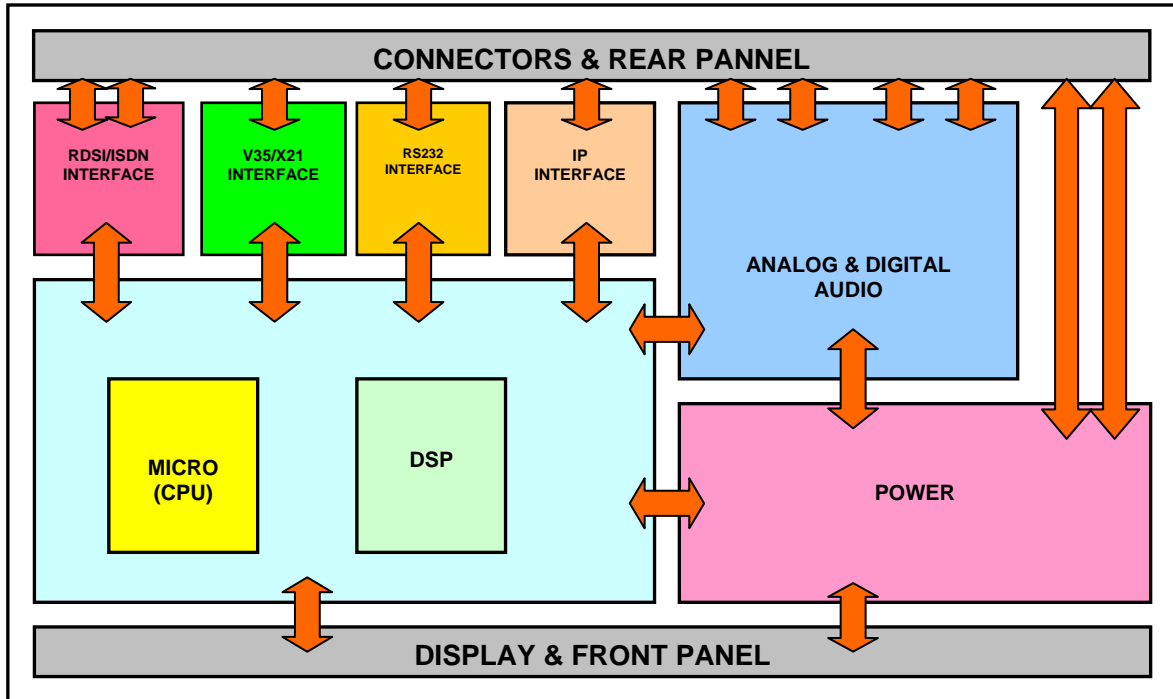 CONNECTORS & REAR PANNEL
RDSI/ISDN
INTERFACE
V35/X21
INTERFACE
RS232
INTERFACE
IP
INTERFACE
ANALOG & DIGITAL
AUDIO
MICRO
(CPU)
DSP
POWER
DISPLAY & FRONT PANEL